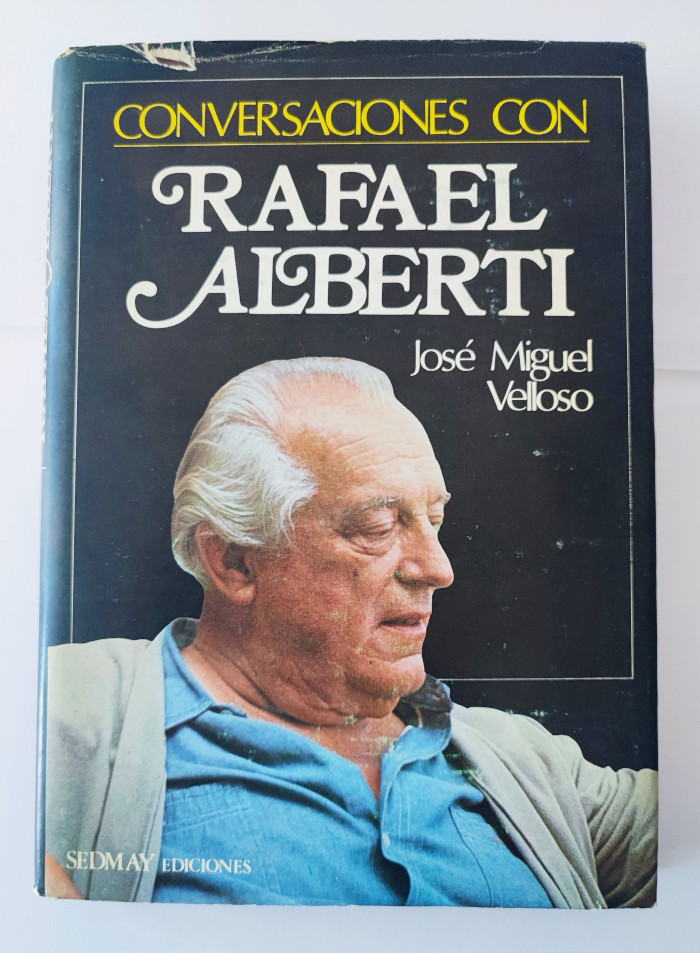 CONVERSACIONES CON
RAFAEL
ALBERTI
José Miguel
Velloso
SEDMAY EDICIONES